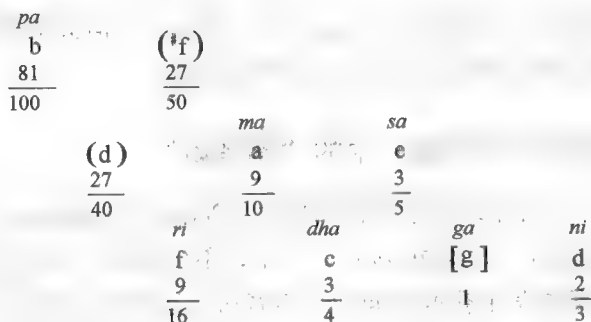 pa
b (#f)
81 27
100 50
ma sa
(d) a e
27 9 3
40 10 5
ri dha ga ni
f c [g] d
9 3 1 2
16 4 3